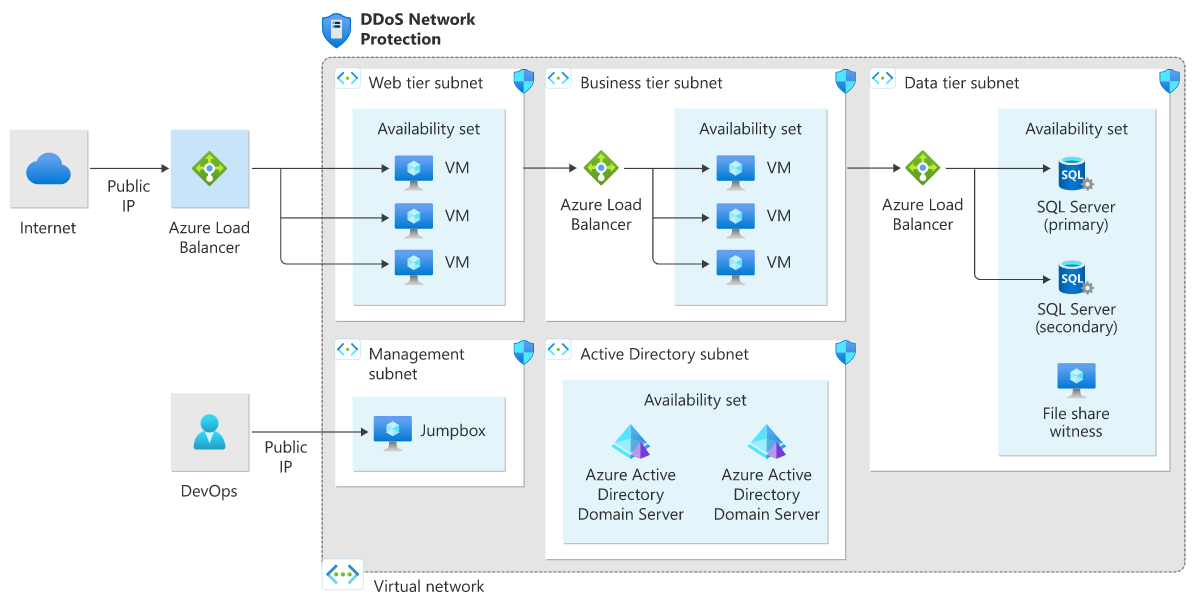 DDoS Network
Protection
Web tier subnet
Business tier subnet
Data tier subnet
Availability set
Availability set
Availability set
VM
VM
VM
VM
VM
VM
Internet
Public
IP
Azure Load
Balancer
Azure Load
Balancer
Azure Load
Balancer
SQL
SQL Server
(primary)
SQL
SQL Server
(secondary)
File share
witness
Management
subnet
Jumpbox
DevOps
Public
IP
Active Directory subnet
Availability set
Azure Active
Directory
Domain Server
Azure Active
Directory
Domain Server
Virtual network